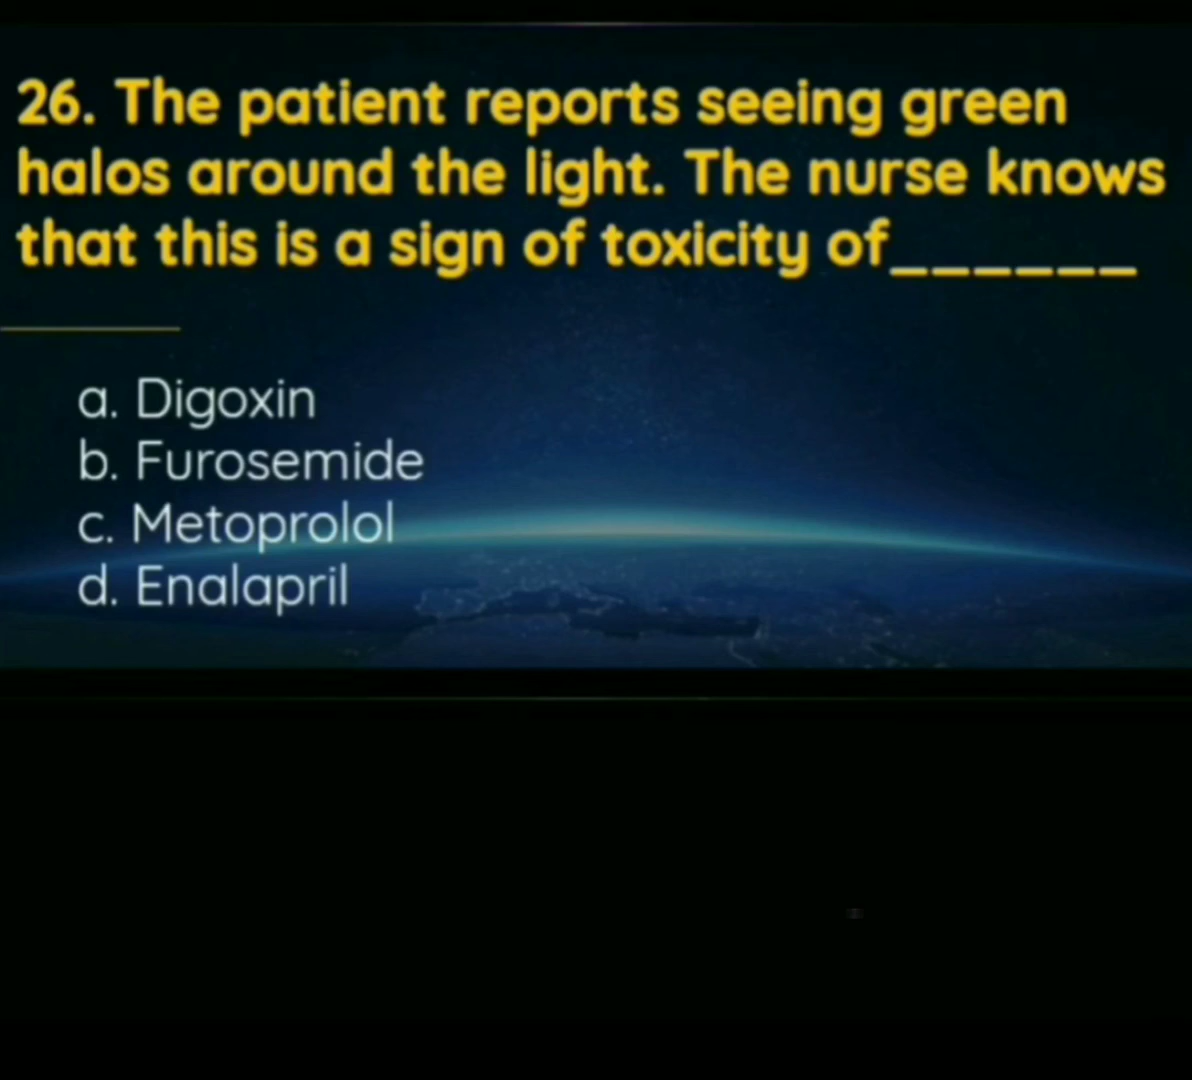 26. The patient reports seeing green
halos around the light. The nurse knows
that this is a sign of toxicity of______
a. Digoxin
b. Furosemide
c. Metoprolol
d. Enalapril